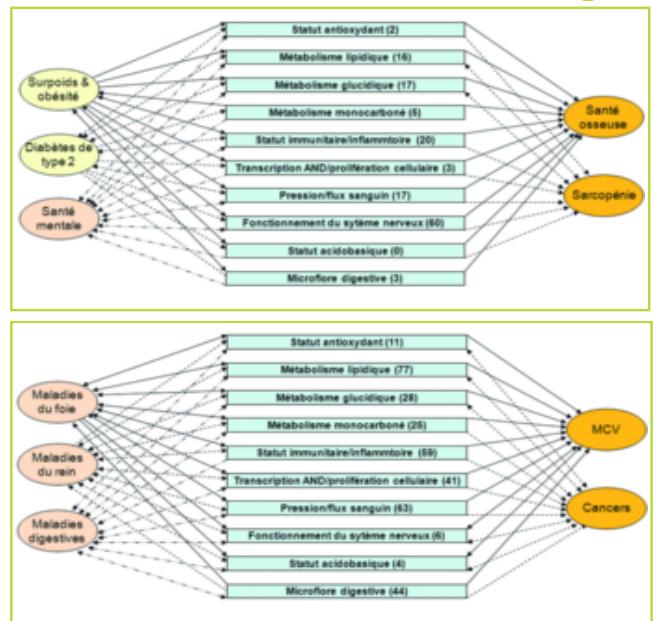 Statut antioxydant (2)
Métabolisme lipidique (16)
Métabolisme glucidique (17)
Métabolisme monocarboné (5)
Statut immunitaire/inflammtoire (20)
Transcription AND/prolifération cellulaire (3)
Pression/flux sanguin (17)
Fonctionnement du sytème nerveux (60)
Statut acidobasique (0)
Microflore digestive (3)
Surpoids &
obésité
Diabètes de
type 2
Santé
mentale
Santé
osseuse
Sarcopénie
Statut antioxydant (11)
Métabolisme lipidique (77)
Métabolisme glucidique (28)
Métabolisme monocarboné (25)
Statut immunitaire/inflammtoire (59)
Transcription AND/prolifération cellulaire (41)
Pression/flux sanguin (63)
Fonctionnement du sytème nerveux (6)
Statut acidobasique (4)
Microflore digestive (44)
Maladies
du foie
Maladies
du rein
Maladies
digestives
MCV
Cancers